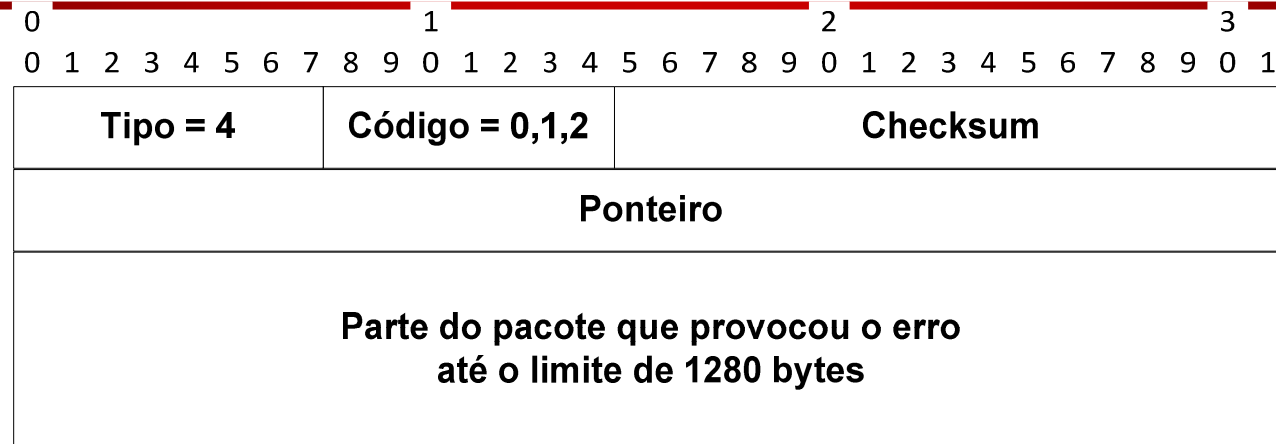 0 1 2 3
0 1 2 3 4 5 6 7 8 9 0 1 2 3 4 5 6 7 8 9 0 1 2 3 4 5 6 7 8 9 0 1
Tipo = 4 Código = 0,1,2 Checksum
Ponteiro
Parte do pacote que provocou o erro
até o limite de 1280 bytes